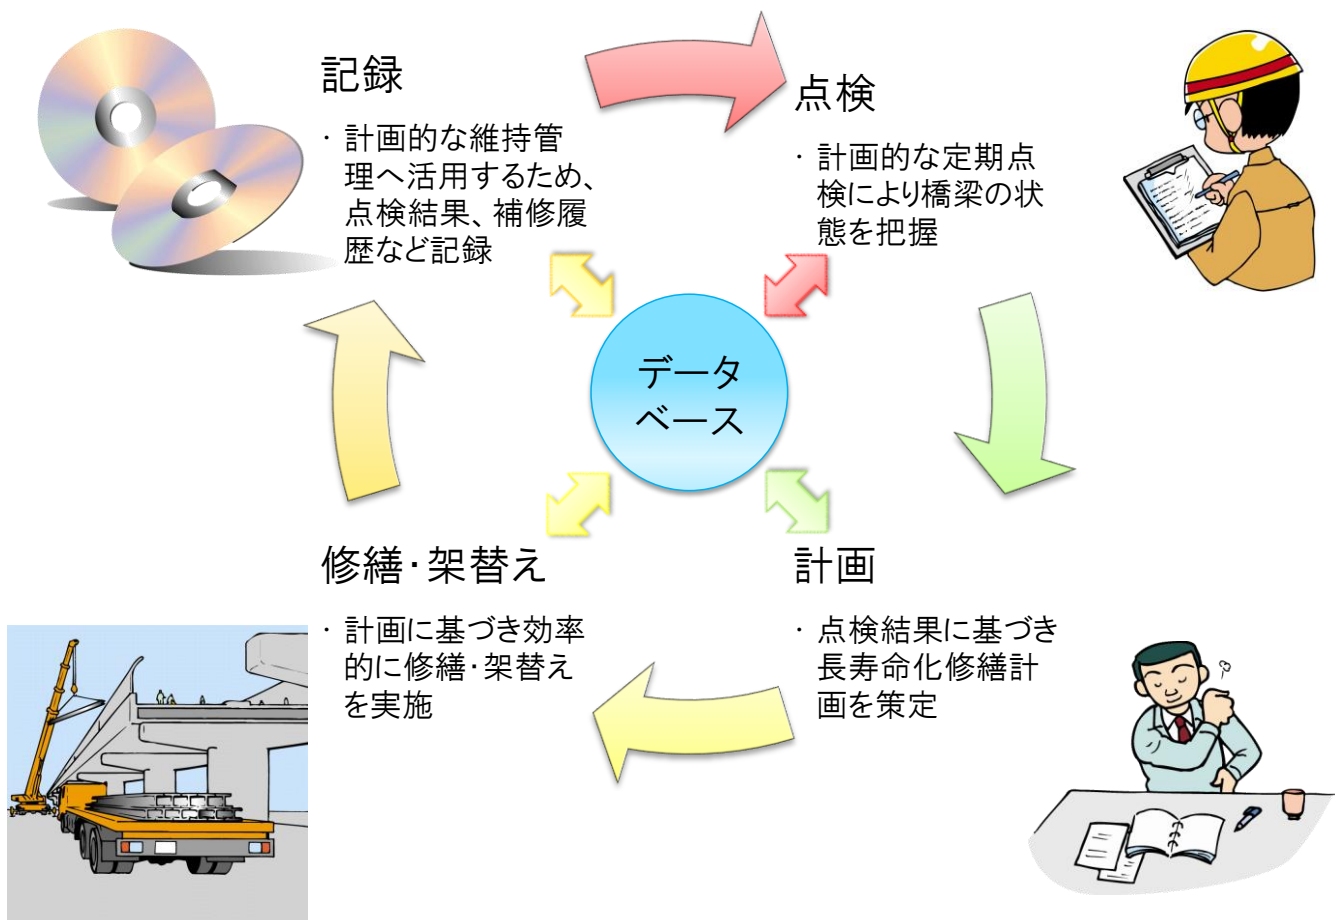 記録
・計画的な維持管
理へ活用するため、
点検結果、補修履
歴など記録
点検
・計画的な定期点
検により橋梁の状
態を把握
データ
ベース
修繕・架替え
・計画に基づき効率
的に修繕・架替え
を実施
計画
・点検結果に基づき
長寿命化修繕計
画を策定